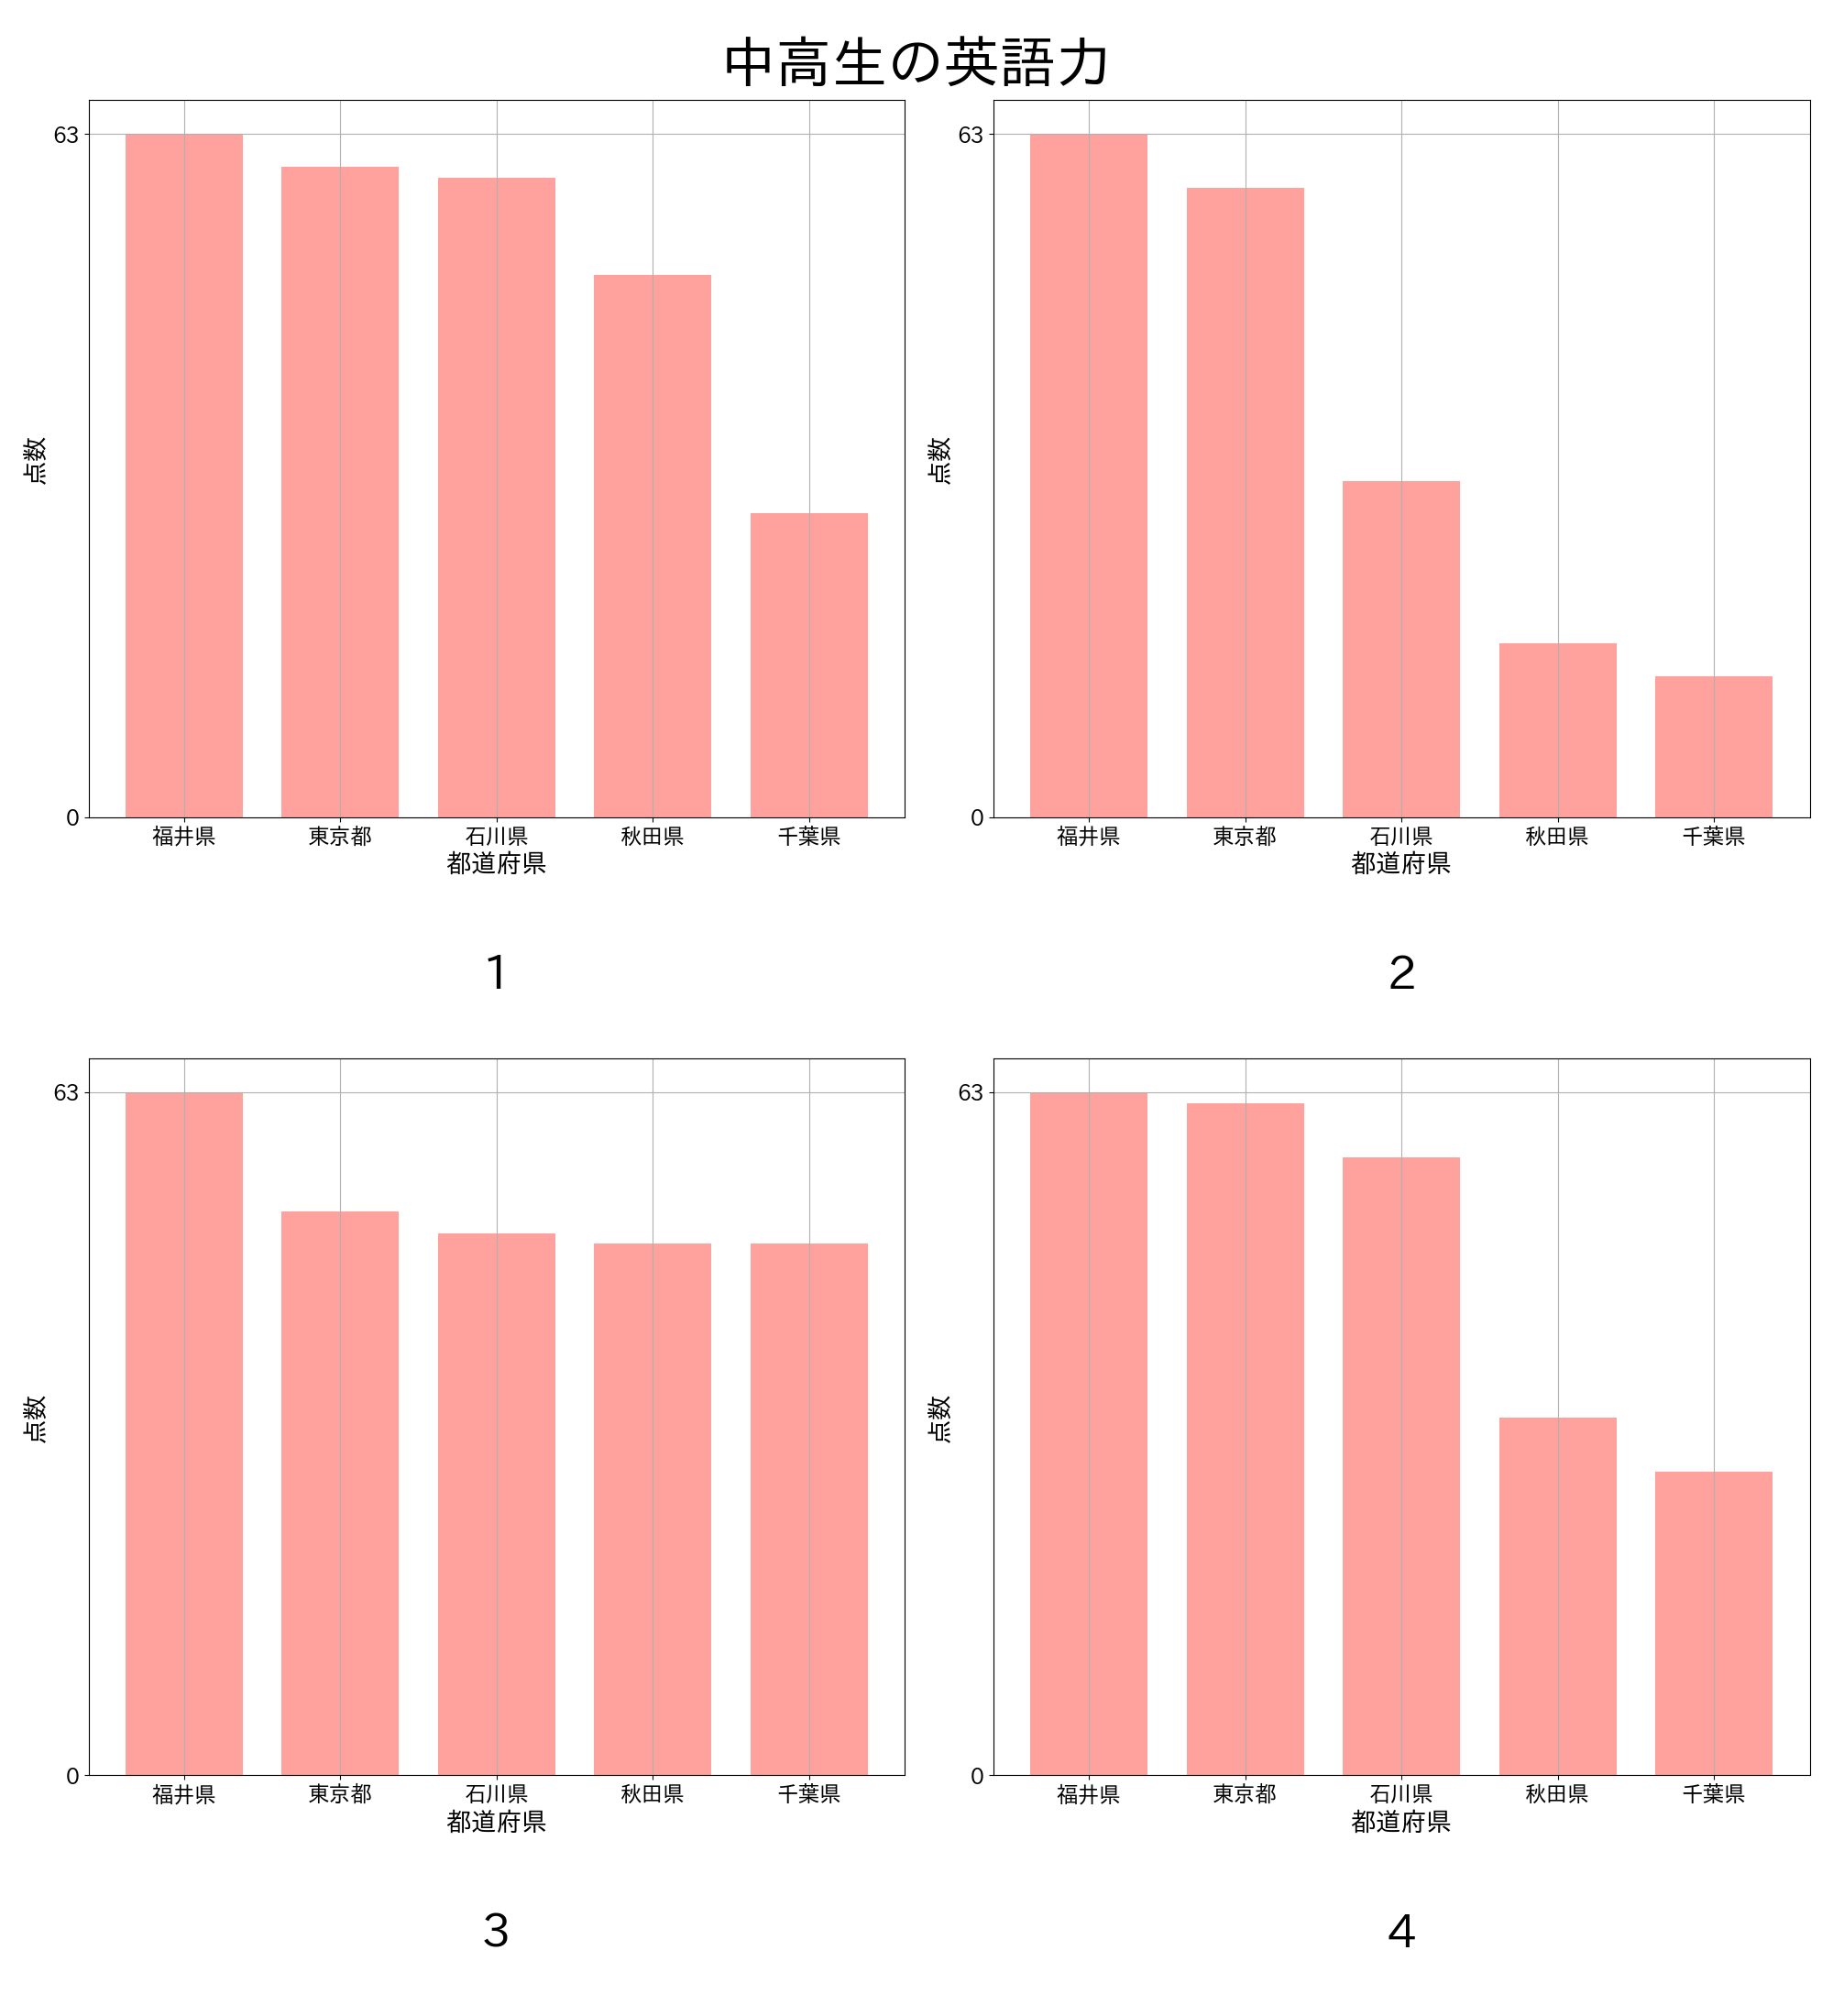 中高生の英語力
63
0
点数
福井県 東京都 石川県 秋田県 千葉県
都道府県
1
63
0
点数
福井県 東京都 石川県 秋田県 千葉県
都道府県
2
63
0
点数
福井県 東京都 石川県 秋田県 千葉県
都道府県
3
63
0
点数
福井県 東京都 石川県 秋田県 千葉県
都道府県
4